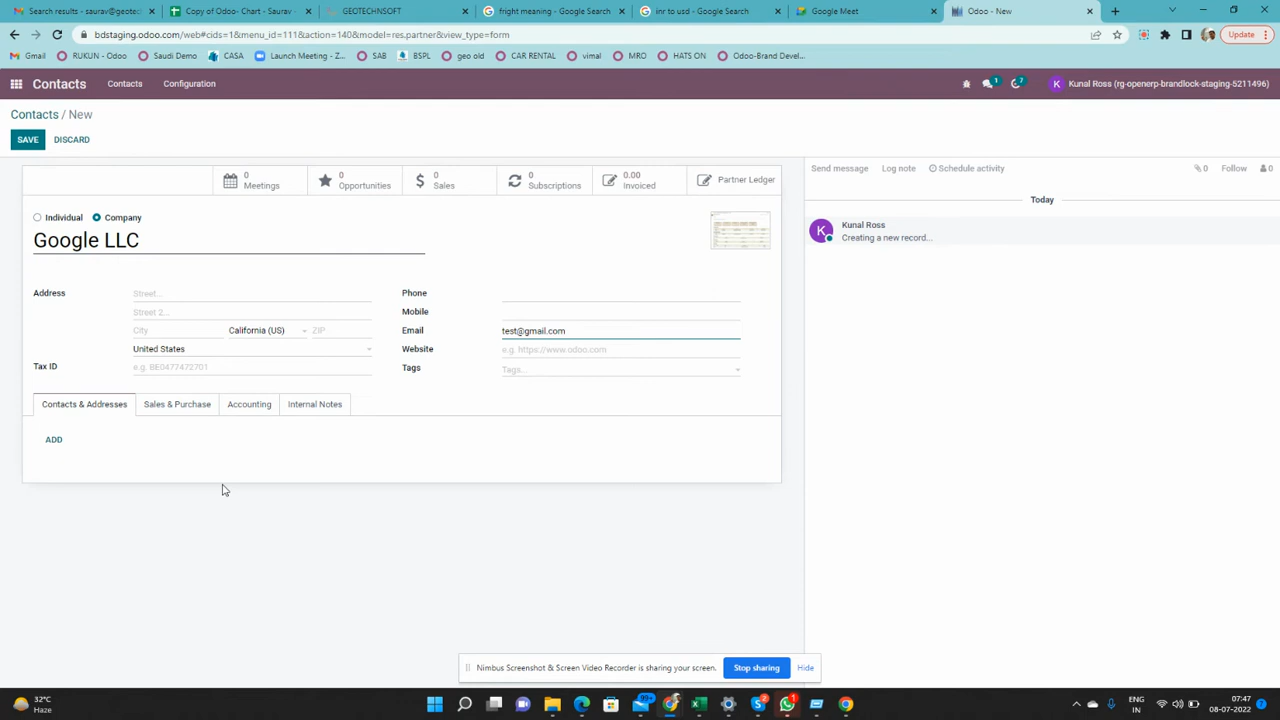 Search results - saurav@geotec
Copy of Odoo- Chart - Saurav -
GEOTECHNSOFT
fright meaning - Google Search
inr to usd - Google Search
Google Meet
Odoo - New
bdstaging.odoo.com/web#cids=1&menu_id=111&action=140&model=res.partner&view_type=form
Update
Gmail
RUKUN - Odoo
Saudi Demo
CASA
Launch Meeting - Z...
SAB
BSPL
geo old
CAR RENTAL
vimal
MRO
HATS ON
Odoo-Brand Devel...
Contacts
Contacts
Configuration
1
7
K
Kunal Ross (rg-openerp-brandlock-staging-5211496)
Contacts / New
SAVE
DISCARD
0
Meetings
0
Opportunities
0
Sales
0
Subscriptions
0.00
Invoiced
Partner Ledger
Send message
Log note
Schedule activity
0
Follow
0
Today
K
Kunal Ross
Creating a new record...
Individual
Company
Google LLC
Address
Street...
Street 2...
City
California (US)
ZIP
United States
Tax ID
e.g. BE0477472701
Phone
Mobile
Email
test@gmail.com
Website
e.g. https://www.odoo.com
Tags
Tags...
Contacts & Addresses
Sales & Purchase
Accounting
Internal Notes
ADD
Nimbus Screenshot & Screen Video Recorder is sharing your screen.
Stop sharing
Hide
32°C
Haze
99+
2
1
ENG
IN
07:47
08-07-2022